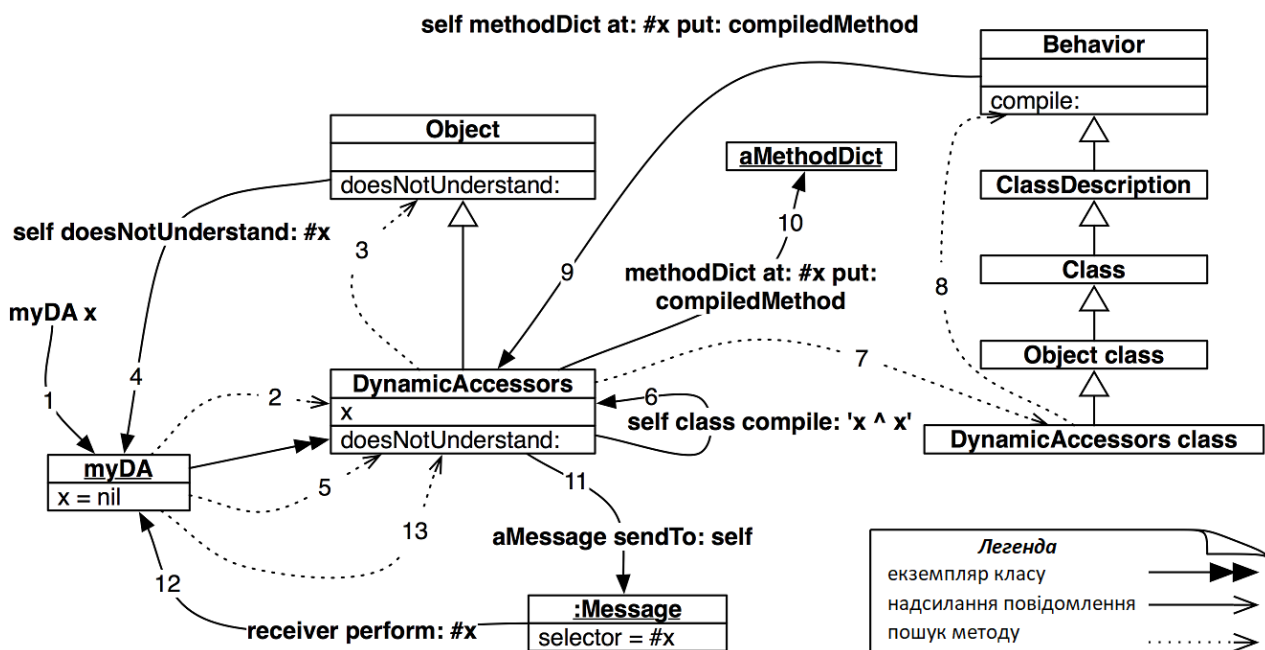 self methodDict at: #x put: compiledMethod
Behavior
compile:
Object
doesNotUnderstand:
aMethodDict
ClassDescription
10
self doesNotUnderstand: #x
3
9
methodDict at: #x put:
compiledMethod
Class
8
myDA x
Object class
7
4
1
2
DynamicAccessors
x
doesNotUnderstand:
6
self class compile: 'x ^ x'
DynamicAccessors class
myDA
x = nil
5
11
13
aMessage sendTo: self
12
:Message
selector = #x
receiver perform: #x
Легенда
екземпляр класу
надсилання повідомлення
пошук методу